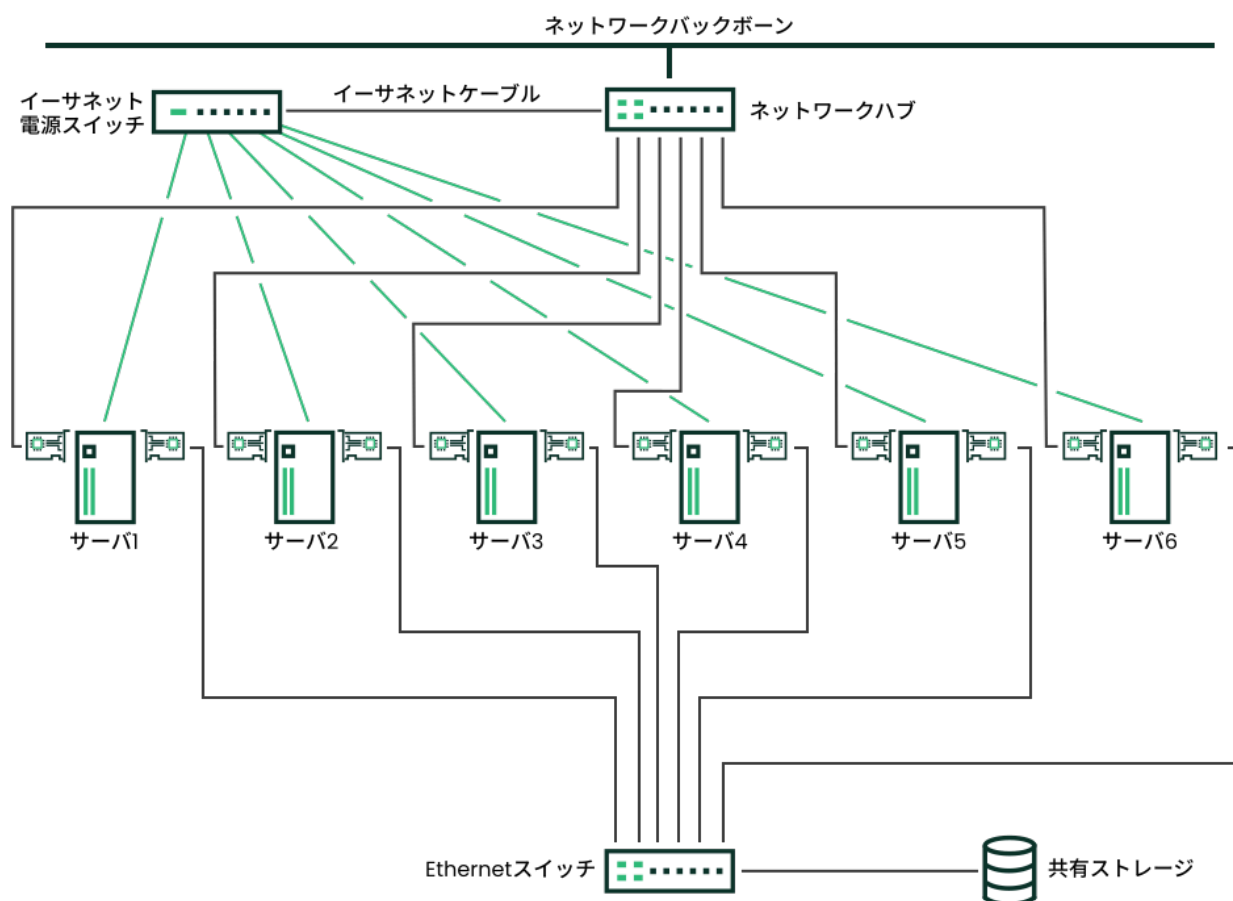 ネットワークバックボーン
イーサネット
電源スイッチ
イーサネットケーブル
ネットワークハブ
サーバ1
サーバ2
サーバ3
サーバ4
サーバ5
サーバ6
Ethernetスイッチ
共有ストレージ